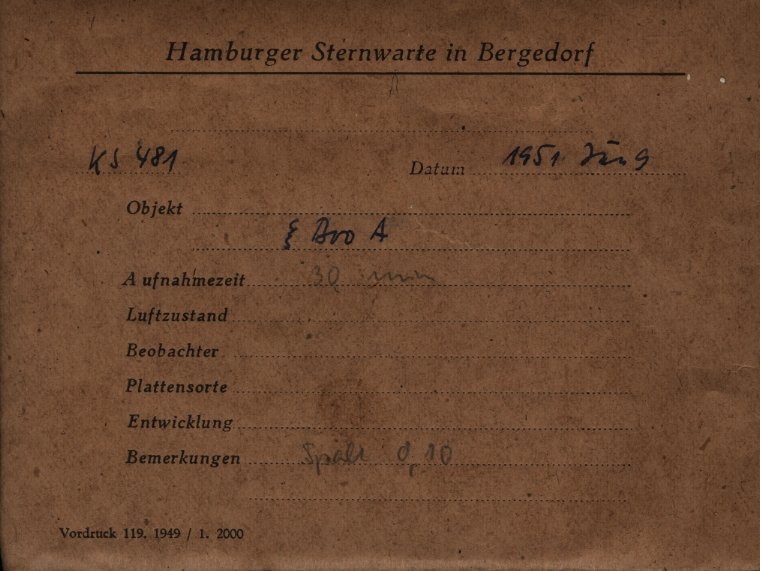 Hamburger Sternwarte in Bergedorf
KS 481 Datum 1951 Jun 9
Objekt
ξ Boo A
Aufnahmezeit 30 min
Luftzustand
Beobachter
Plattensorte
Entwicklung
Bemerkungen Spalt 0,10
Vordruck 119. 1949 / 1. 2000